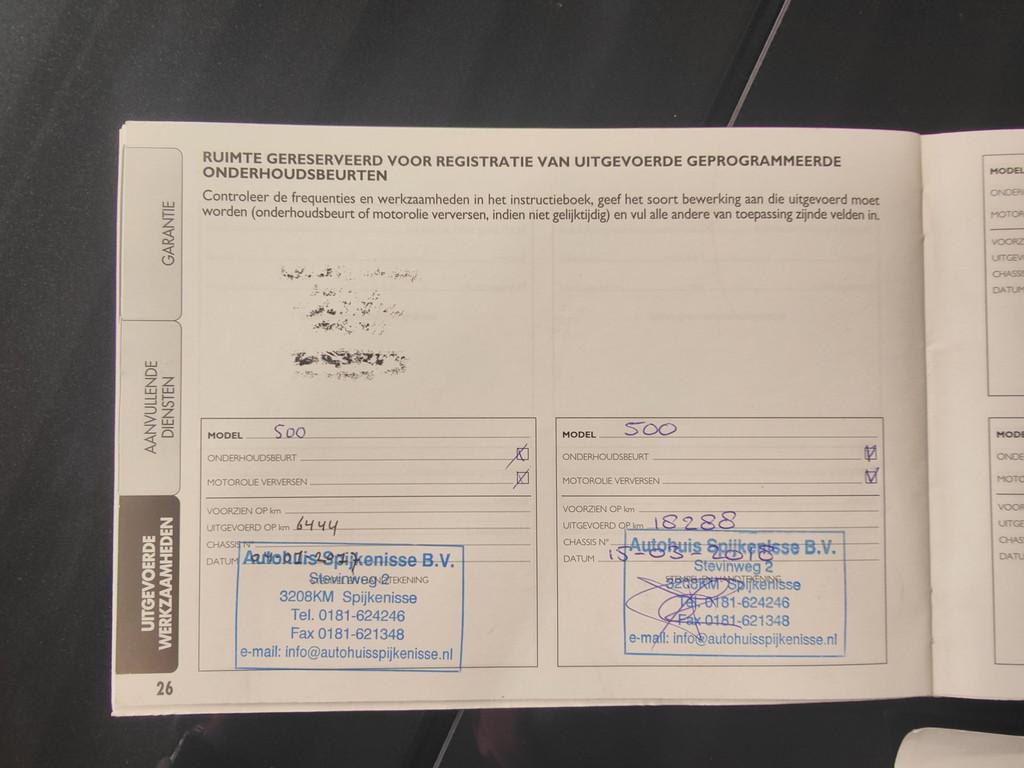 RUIMTE GERESERVEERD VOOR REGISTRATIE VAN UITGEVOERDE GEPROGRAMMEERDE
ONDERHOUDSBEURTEN
Controleer de frequenties en werkzaamheden in het instructieboek, geef het soort bewerking aan die uitgevoerd moet
worden (onderhoudsbeurt of motorolie verversen, indien niet gelijktijdig) en vul alle andere van toepassing zijnde velden in.
GARANTIE
AANVULLENDE
DIENSTEN
UITGEVOERDE
WERKZAAMHEDEN
26
MODEL 500
ONDERHOUDSBEURT
MOTOROLIE VERVERSEN
VOORZIEN OP km
UITGEVOERD OP km 6444
CHASSIS N°
DATUM
Autohuis Spijkenisse B.V.
Stevinweg 2
3208KM Spijkenisse
Tel. 0181-624246
Fax 0181-621348
e-mail: info@autohuisspijkenisse.nl
MODEL 500
ONDERHOUDSBEURT
MOTOROLIE VERVERSEN
VOORZIEN OP km
UITGEVOERD OP km 18288
CHASSIS N°
DATUM 15-05-2018
Autohuis Spijkenisse B.V.
Stevinweg 2
3208KM Spijkenisse
Tel. 0181-624246
Fax 0181-621348
e-mail: info@autohuisspijkenisse.nl
MODEL